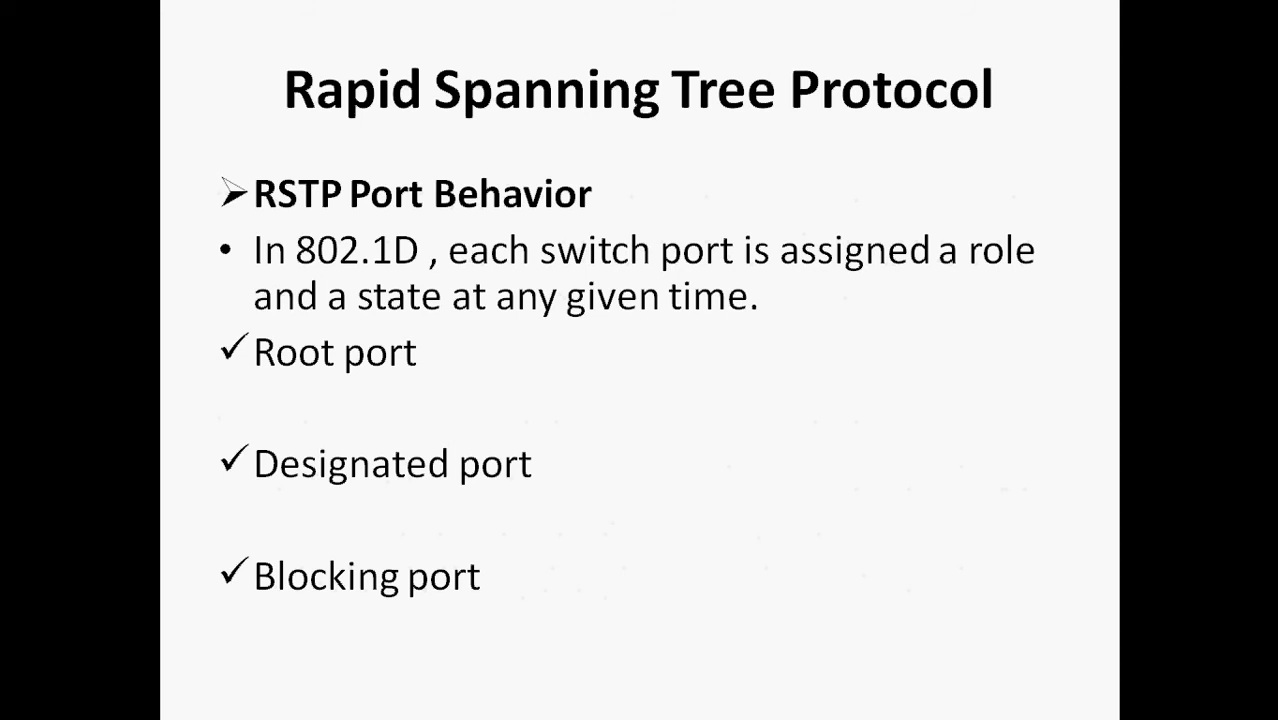 Rapid Spanning Tree Protocol
➢RSTP Port Behavior
• In 802.1D , each switch port is assigned a role
and a state at any given time.
✓Root port
✓Designated port
✓Blocking port